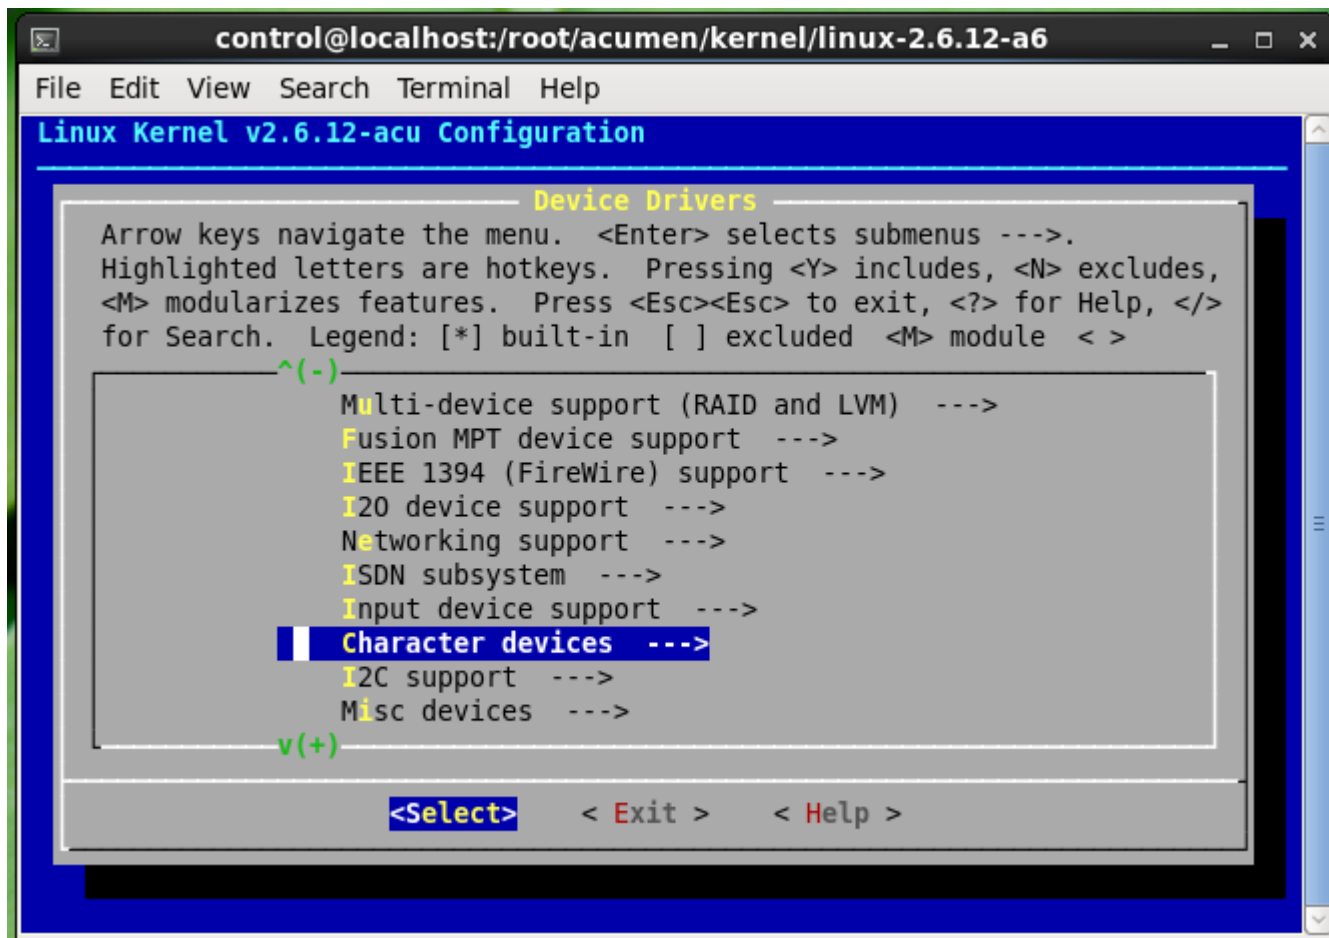 control@localhost:/root/acumen/kernel/linux-2.6.12-a6
File Edit View Search Terminal Help
Linux Kernel v2.6.12-acu Configuration
Device Drivers
Arrow keys navigate the menu. <Enter> selects submenus --->.
Highlighted letters are hotkeys. Pressing <Y> includes, <N> excludes,
<M> modularizes features. Press <Esc><Esc> to exit, <?> for Help, </>
for Search. Legend: [*] built-in [ ] excluded <M> module < >
^(-)
Multi-device support (RAID and LVM) --->
Fusion MPT device support --->
IEEE 1394 (FireWire) support --->
I2O device support --->
Networking support --->
ISDN subsystem --->
Input device support --->
Character devices --->
I2C support --->
Misc devices --->
v(+)
<Select> < Exit > < Help >